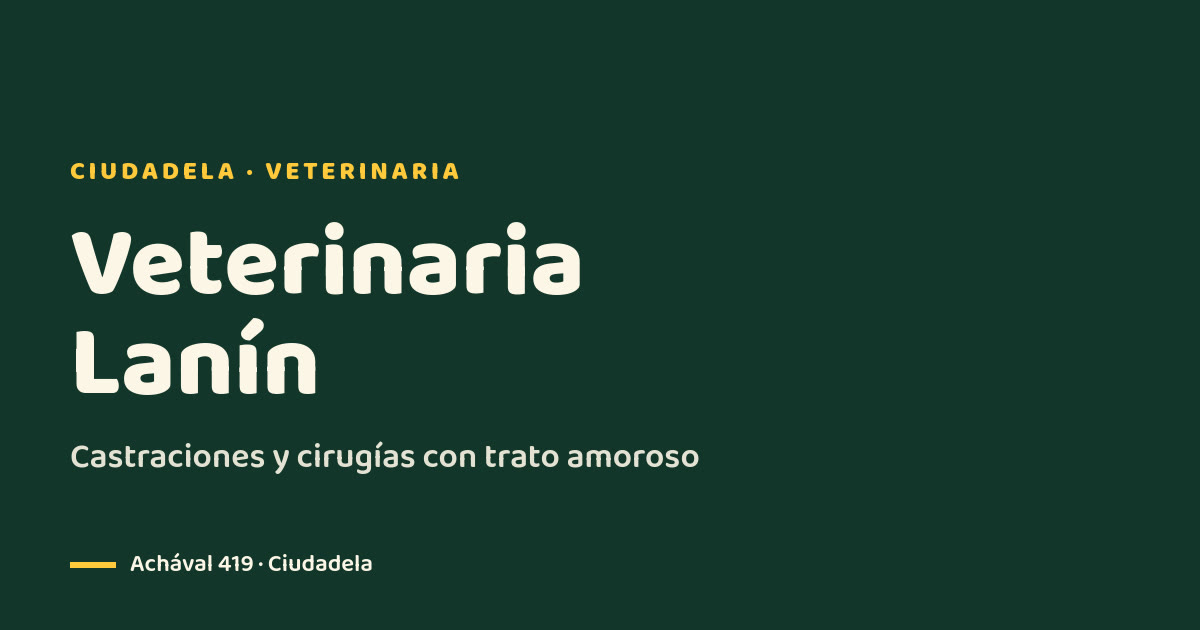 CIUDADELA · VETERINARIA
Veterinaria
Lanín
Castraciones y cirugías con trato amoroso
Achával 419 · Ciudadela